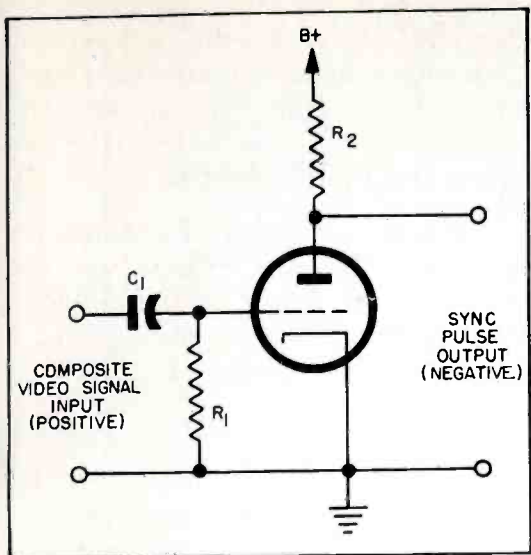 B+
R2
C1
COMPOSITE
VIDEO SIGNAL
INPUT
(POSITIVE)
R1
SYNC
PULSE
OUTPUT
(NEGATIVE)